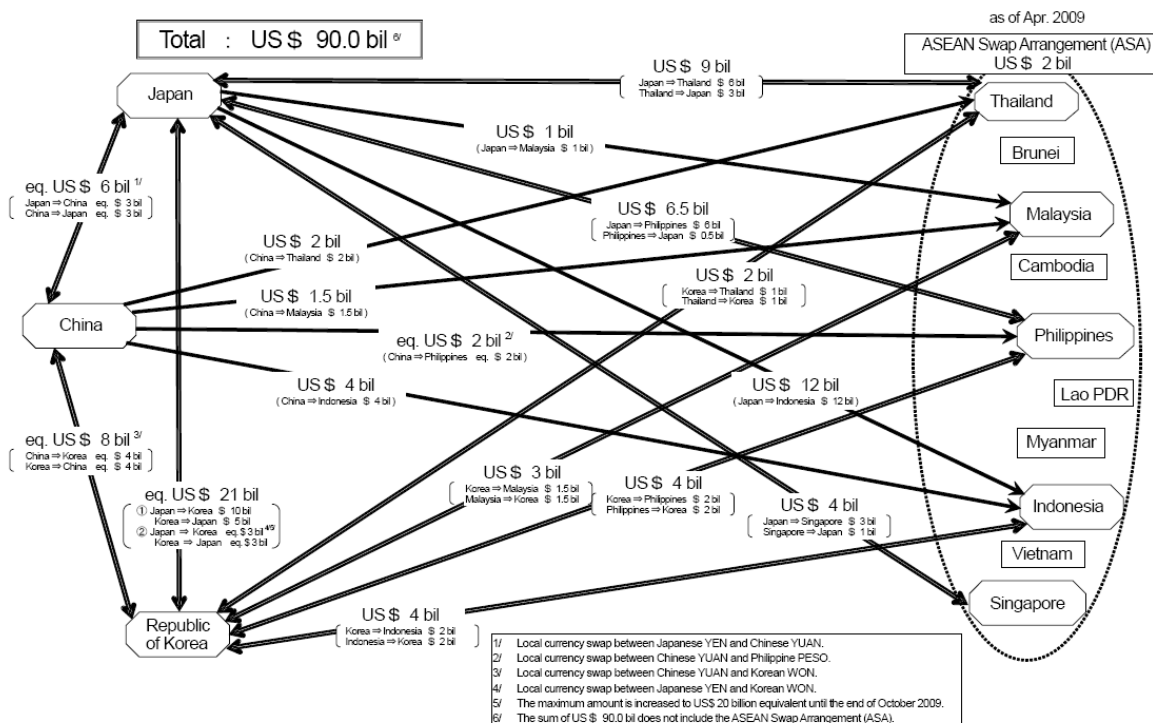 as of Apr. 2009
Total : US $ 90.0 bil 6/
ASEAN Swap Arrangement (ASA)
US $ 2 bil
Japan
US $ 9 bil
Japan ⇒ Thailand $ 6 bil
Thailand ⇒ Japan $ 3 bil
Thailand
US $ 1 bil
( Japan ⇒ Malaysia $ 1 bil )
Brunei
eq. US $ 6 bil 1/
Japan ⇒ China eq. $ 3 bil
China ⇒ Japan eq. $ 3 bil
US $ 6.5 bil
Japan ⇒ Philippines $ 6 bil
Philippines ⇒ Japan $ 0.5 bil
Malaysia
US $ 2 bil
( China ⇒ Thailand $ 2 bil )
US $ 2 bil
Korea ⇒ Thailand $ 1 bil
Thailand ⇒ Korea $ 1 bil
Cambodia
US $ 1.5 bil
( China ⇒ Malaysia $ 1.5 bil )
China
eq. US $ 2 bil 2/
( China ⇒ Philippines eq. $ 2 bil )
Philippines
US $ 4 bil
( China ⇒ Indonesia $ 4 bil )
US $ 12 bil
( Japan ⇒ Indonesia $ 12 bil )
Lao PDR
eq. US $ 8 bil 3/
China ⇒ Korea eq. $ 4 bil
Korea ⇒ China eq. $ 4 bil
Myanmar
US $ 3 bil
Korea ⇒ Malaysia $ 1.5 bil
Malaysia ⇒ Korea $ 1.5 bil
US $ 4 bil
Korea ⇒ Philippines $ 2 bil
Philippines ⇒ Korea $ 2 bil
eq. US $ 21 bil
① Japan ⇒ Korea $ 10 bil
Korea ⇒ Japan $ 5 bil
② Japan ⇒ Korea eq. $ 3 bil 4/5/
Korea ⇒ Japan eq. $ 3 bil
US $ 4 bil
Japan ⇒ Singapore $ 3 bil
Singapore ⇒ Japan $ 1 bil
Indonesia
Vietnam
Singapore
Republic
of Korea
US $ 4 bil
Korea ⇒ Indonesia $ 2 bil
Indonesia ⇒ Korea $ 2 bil
1/ Local currency swap between Japanese YEN and Chinese YUAN.
2/ Local currency swap between Chinese YUAN and Philippine PESO.
3/ Local currency swap between Chinese YUAN and Korean WON.
4/ Local currency swap between Japanese YEN and Korean WON.
5/ The maximum amount is increased to US$ 20 billion equivalent until the end of October 2009.
6/ The sum of US $ 90.0 bil does not include the ASEAN Swap Arrangement (ASA).